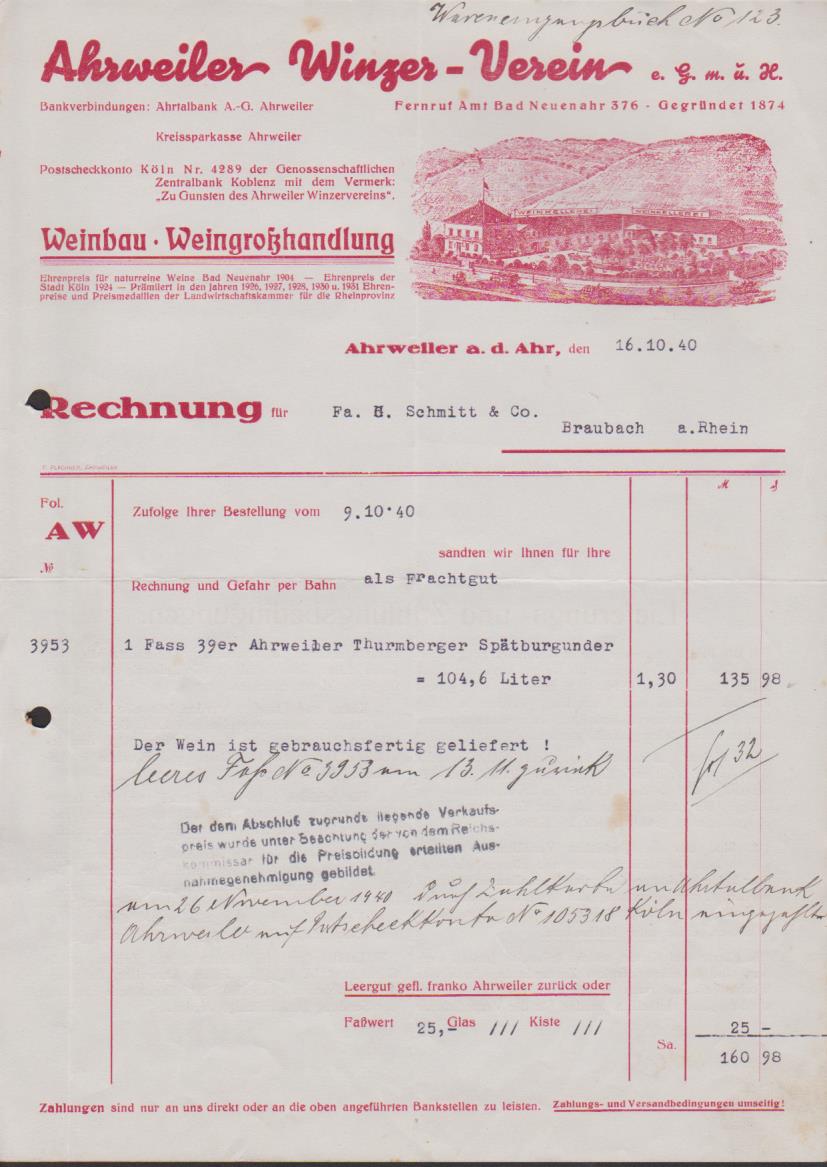 Wareneingangsbuch No 123.
Ahrweiler Winzer-Verein e. G. m. u. H.
Bankverbindungen: Ahrtalbank A.-G. Ahrweiler
Fernruf Amt Bad Neuenahr 376 - Gegründet 1874
Kreissparkasse Ahrweiler
Postscheckkonto Köln Nr. 4289 der Genossenschaftlichen
Zentralbank Koblenz mit dem Vermerk:
„Zu Gunsten des Ahrweiler Winzervereins“.
WEINKELLEREI WEINKELLEREI
Weinbau · Weingroßhandlung
Ehrenpreis für naturreine Weine Bad Neuenahr 1904 — Ehrenpreis der
Stadt Köln 1924 — Prämiiert in den Jahren 1926, 1927, 1928, 1930 u. 1931 Ehren-
preise und Preismedaillen der Landwirtschaftskammer für die Rheinprovinz
Ahrweiler a. d. Ahr, den 16.10.40
Rechnung für Fa. H. Schmitt & Co.
Braubach a.Rhein
M
Fol.
AW
Zufolge Ihrer Bestellung vom 9.10.40
sandten wir Ihnen für Ihre
№
Rechnung und Gefahr per Bahn als Frachtgut
3953 1 Fass 39er Ahrweiler Thurmberger Spätburgunder
= 104,6 Liter 1,30 135 98
Der Wein ist gebrauchsfertig geliefert !
leeres Faß No 3953 am 13. 11. zurück
fol 32
Der dem Abschluß zugrunde liegende Verkaufs-
preis wurde unter Beachtung der von dem Reichs-
kommissar für die Preisbildung erteilten Aus-
nahmegenehmigung gebildet.
am 26 November 1940 durch Zahlkarte an Ahrtalbank
Ahrweiler auf Postscheckkonto No 105318 Köln eingezahlt
Leergut gefl. franko Ahrweiler zurück oder
Faßwert 25,- Glas /// Kiste /// 25 -
Sa. 160 98
Zahlungen sind nur an uns direkt oder an die oben angeführten Bankstellen zu leisten. Zahlungs- und Versandbedingungen umseitig!